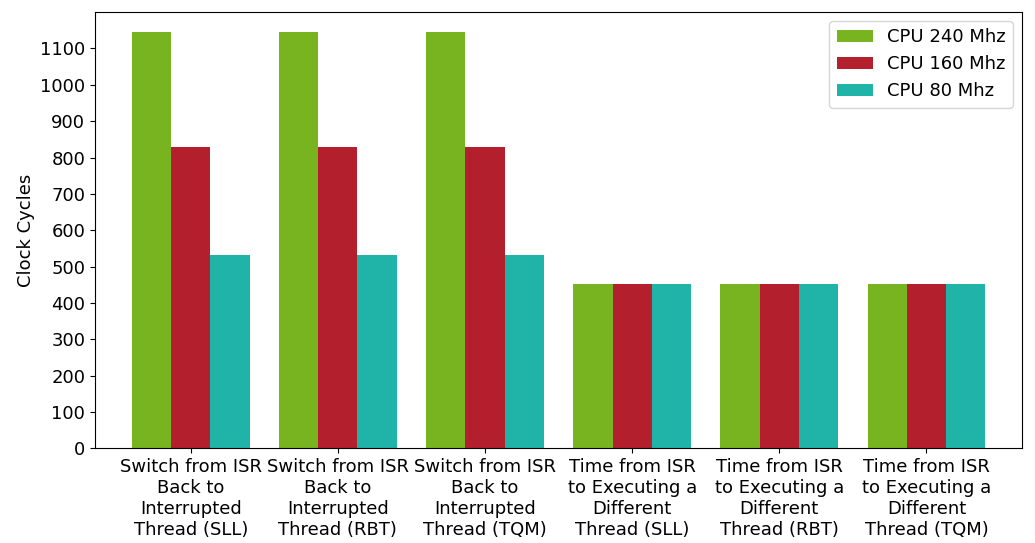 CPU 240 Mhz
CPU 160 Mhz
CPU 80 Mhz
Clock Cycles
1100
1000
900
800
700
600
500
400
300
200
100
0
Switch from ISR
Back to
Interrupted
Thread (SLL)
Switch from ISR
Back to
Interrupted
Thread (RBT)
Switch from ISR
Back to
Interrupted
Thread (TQM)
Time from ISR
to Executing a
Different
Thread (SLL)
Time from ISR
to Executing a
Different
Thread (RBT)
Time from ISR
to Executing a
Different
Thread (TQM)